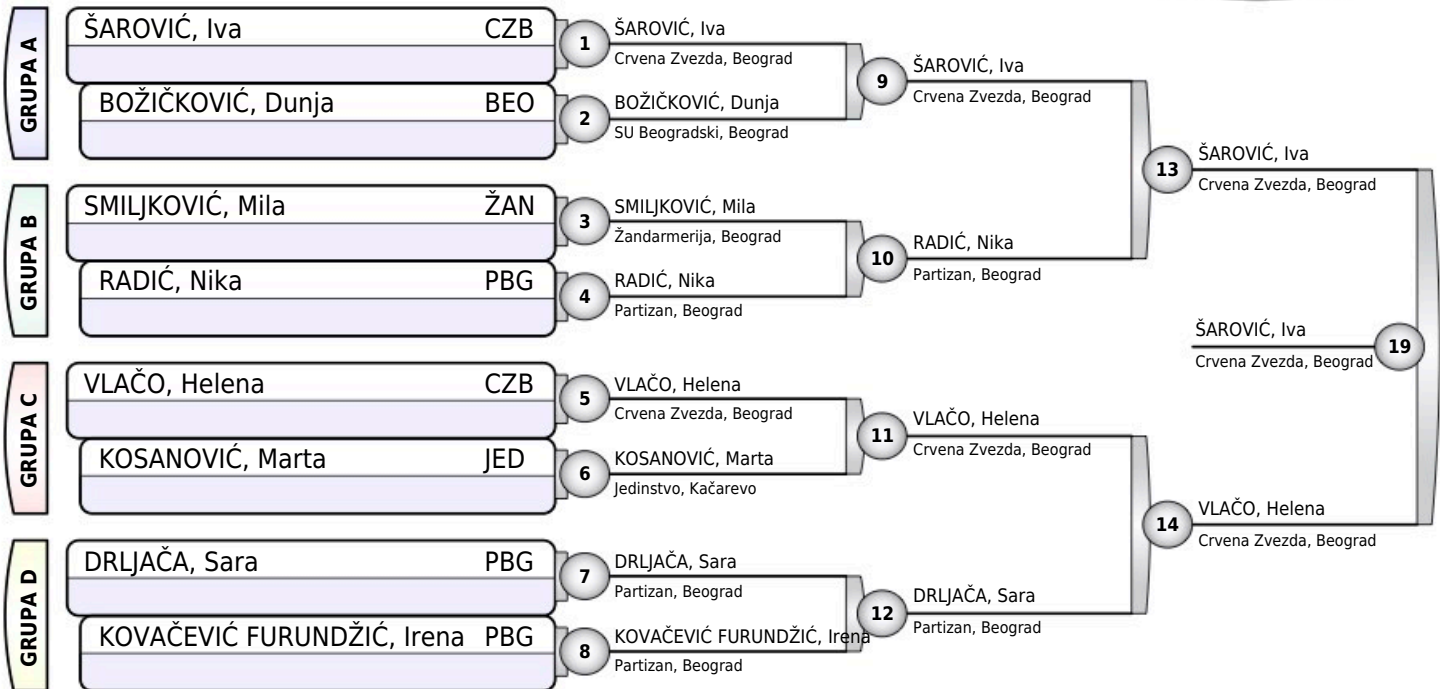 GRUPA A
ŠAROVIĆ, Iva CZB
BOŽIČKOVIĆ, Dunja BEO
GRUPA B
SMILJKOVIĆ, Mila ŽAN
RADIĆ, Nika PBG
GRUPA C
VLAČO, Helena CZB
KOSANOVIĆ, Marta JED
GRUPA D
DRLJAČA, Sara PBG
KOVAČEVIĆ FURUNDŽIĆ, Irena PBG
1
ŠAROVIĆ, Iva
Crvena Zvezda, Beograd
2
BOŽIČKOVIĆ, Dunja
SU Beogradski, Beograd
3
SMILJKOVIĆ, Mila
Žandarmerija, Beograd
4
RADIĆ, Nika
Partizan, Beograd
5
VLAČO, Helena
Crvena Zvezda, Beograd
6
KOSANOVIĆ, Marta
Jedinstvo, Kačarevo
7
DRLJAČA, Sara
Partizan, Beograd
8
KOVAČEVIĆ FURUNDŽIĆ, Irena
Partizan, Beograd
9
ŠAROVIĆ, Iva
Crvena Zvezda, Beograd
10
RADIĆ, Nika
Partizan, Beograd
11
VLAČO, Helena
Crvena Zvezda, Beograd
12
DRLJAČA, Sara
Partizan, Beograd
13
ŠAROVIĆ, Iva
Crvena Zvezda, Beograd
14
VLAČO, Helena
Crvena Zvezda, Beograd
ŠAROVIĆ, Iva
Crvena Zvezda, Beograd
19